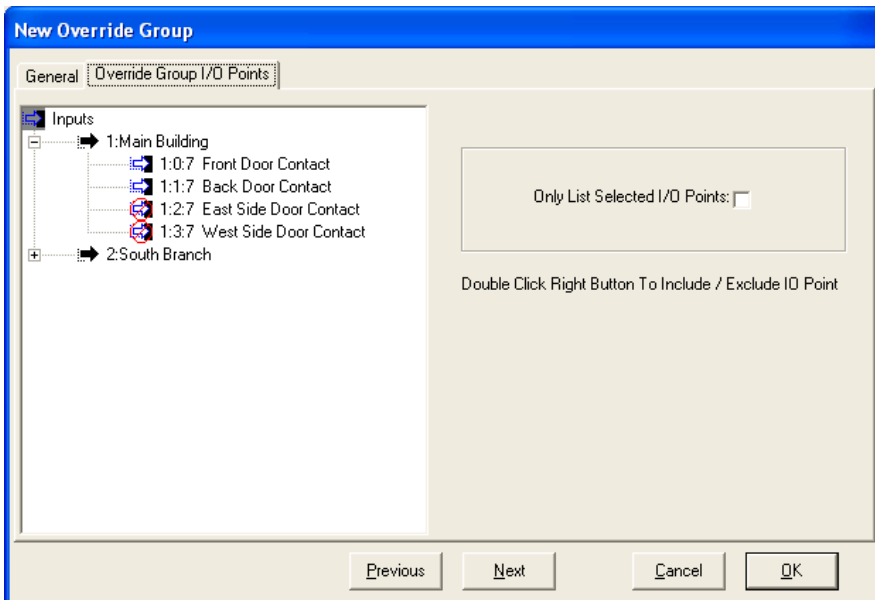 New Override Group
General
Override Group I/O Points
Inputs
1:Main Building
1:0:7 Front Door Contact
1:1:7 Back Door Contact
1:2:7 East Side Door Contact
1:3:7 West Side Door Contact
2:South Branch
Only List Selected I/O Points:
Double Click Right Button To Include / Exclude IO Point
Previous
Next
Cancel
OK